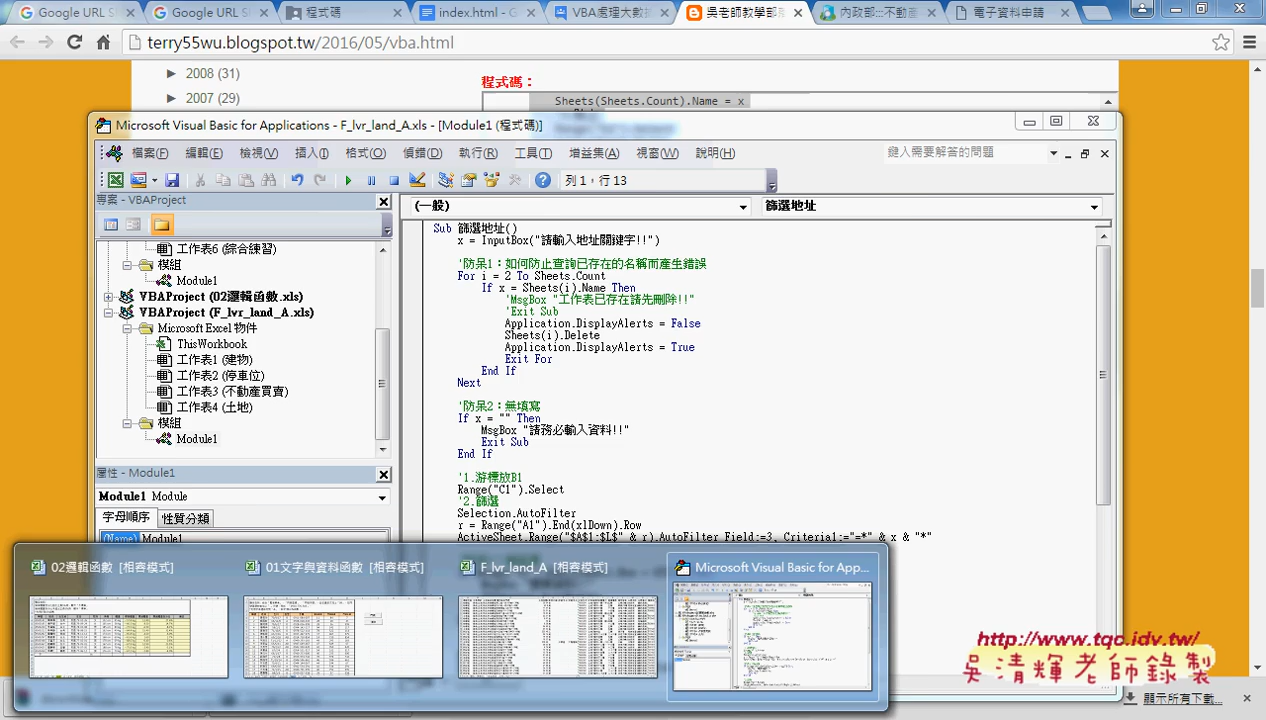 Google URL S
Google URL S
程式碼
index.html - G
VBA處理大數據
吳老師教學部落
內政部:::不動
電子資料申請
terry55wu.blogspot.tw/2016/05/vba.html
► 2008 (31)
► 2007 (29)
程式碼：
Sheets(Sheets.Count).Name = x
Microsoft Visual Basic for Applications - F_lvr_land_A.xls - [Module1 (程式碼)]
檔案(F) 編輯(E) 檢視(V) 插入(I) 格式(O) 偵錯(D) 執行(R) 工具(T) 增益集(A) 視窗(W) 說明(H) 鍵入需要解答的問題
列 1，行 13
專案 - VBAProject
(一般)
篩選地址
工作表6 (綜合練習)
模組
Module1
VBAProject (02邏輯函數.xls)
VBAProject (F_lvr_land_A.xls)
Microsoft Excel 物件
ThisWorkbook
工作表1 (建物)
工作表2 (停車位)
工作表3 (不動產買賣)
工作表4 (土地)
模組
Module1
屬性 - Module1
Module1 Module
字母順序 性質分類
(Name) Module1
Sub 篩選地址()
x = InputBox("請輸入地址關鍵字!!")
'防呆1：如何防止查詢已存在的名稱而產生錯誤
For i = 2 To Sheets.Count
If x = Sheets(i).Name Then
'MsgBox "工作表已存在請先刪除!!"
'Exit Sub
Application.DisplayAlerts = False
Sheets(i).Delete
Application.DisplayAlerts = True
Exit For
End If
Next
'防呆2：無填寫
If x = "" Then
MsgBox "請務必輸入資料!!"
Exit Sub
End If
'1.游標放B1
Range("C1").Select
'2.篩選
Selection.AutoFilter
r = Range("A1").End(xlDown).Row
ActiveSheet.Range("$A$1:$L$" & r).AutoFilter Field:=3, Criteria1:="=*" & x & "*"
02邏輯函數 [相容模式]
01文字與資料函數 [相容模式]
F_lvr_land_A [相容模式]
Microsoft Visual Basic for App...
http://www.tqc.idv.tw/
吳清輝老師錄製
顯示所有下載...